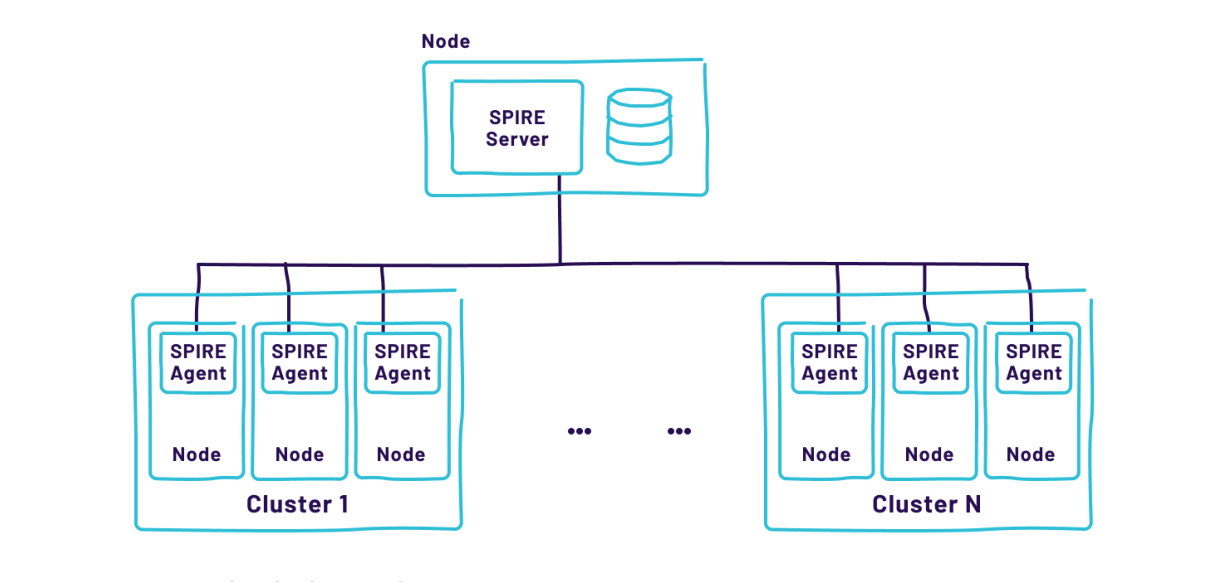 Node
SPIRE
Server
SPIRE
Agent
SPIRE
Agent
SPIRE
Agent
Node
Node
Node
Cluster 1
... ...
SPIRE
Agent
SPIRE
Agent
SPIRE
Agent
Node
Node
Node
Cluster N